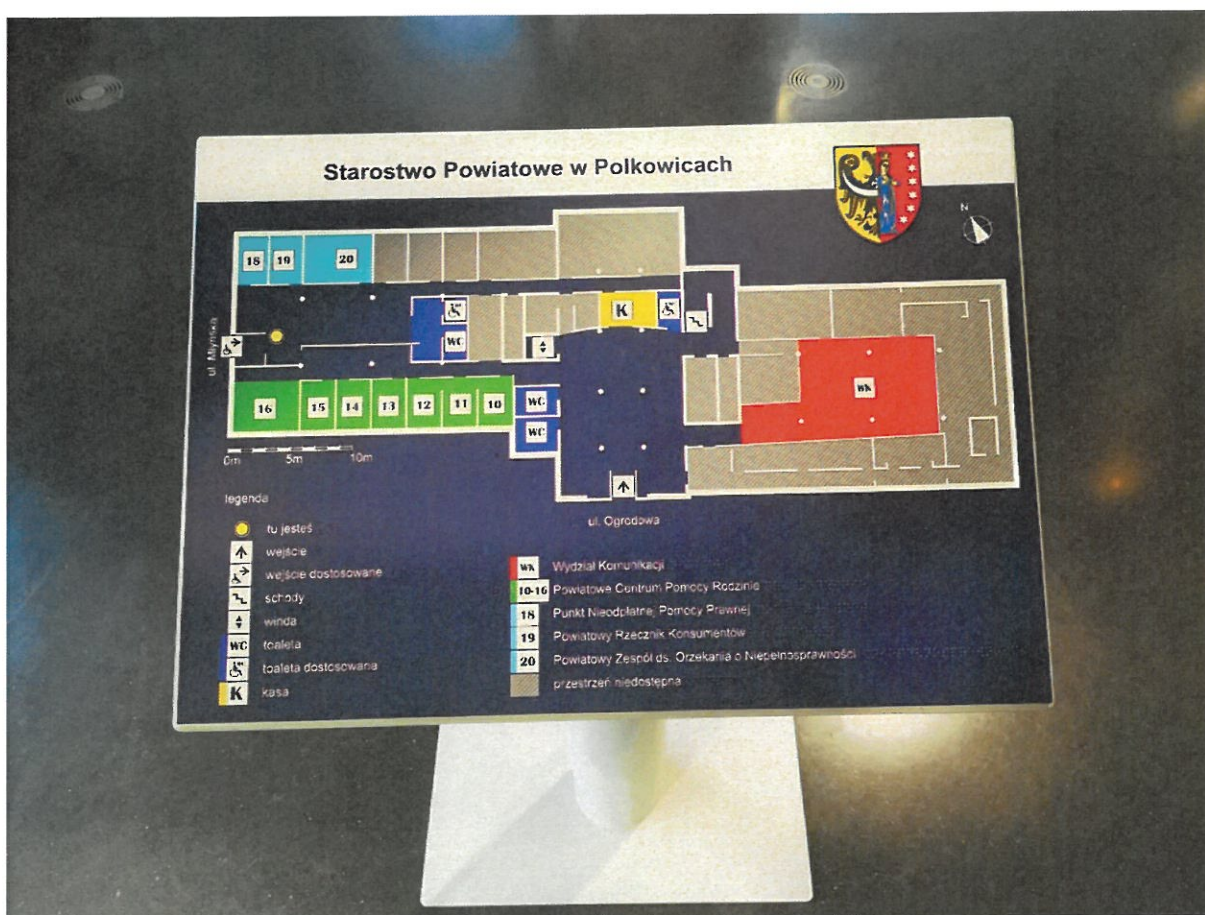 Starostwo Powiatowe w Polkowicach
N
18 19 20
K
WC
ul. Młyńska
WK
16 15 14 13 12 11 10
WC
WC
0m 5m 10m
ul. Ogrodowa
legenda
tu jesteś
wejście
wejście dostosowane
schody
winda
WC toaleta
toaleta dostosowana
K kasa
WK Wydział Komunikacji
10-16 Powiatowe Centrum Pomocy Rodzinie
18 Punkt Nieodpłatnej Pomocy Prawnej
19 Powiatowy Rzecznik Konsumentów
20 Powiatowy Zespół ds. Orzekania o Niepełnosprawności
przestrzeń niedostępna